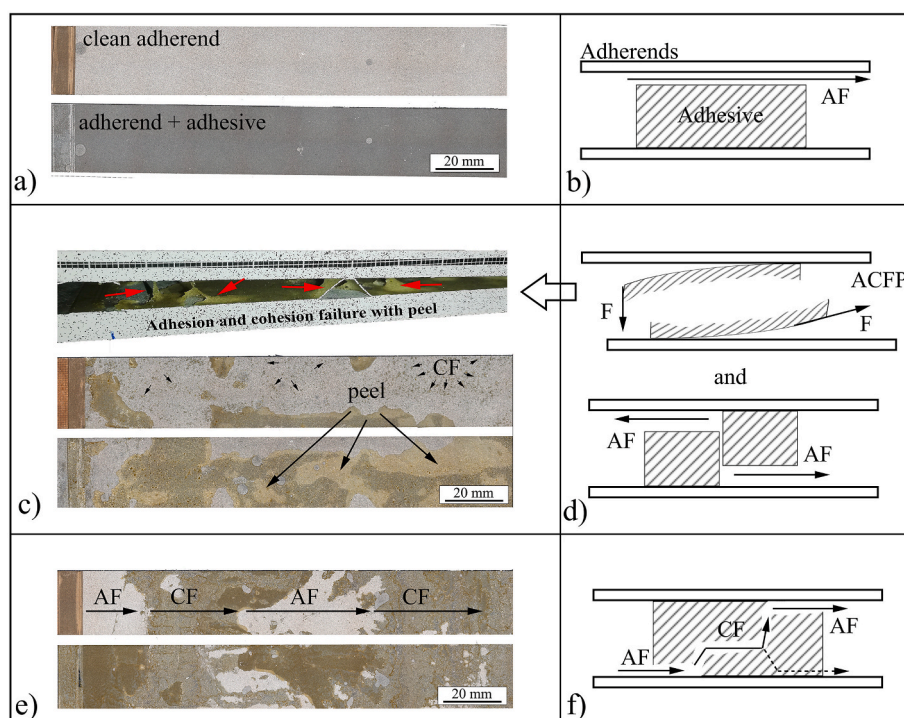 clean adherend
adherend + adhesive
20 mm
a)
Adherends
AF
Adhesive
b)
Adhesion and cohesion failure with peel
CF
peel
20 mm
c)
ACFP
F
F
and
AF
AF
d)
AF CF AF CF
20 mm
e)
CF
AF
AF
f)